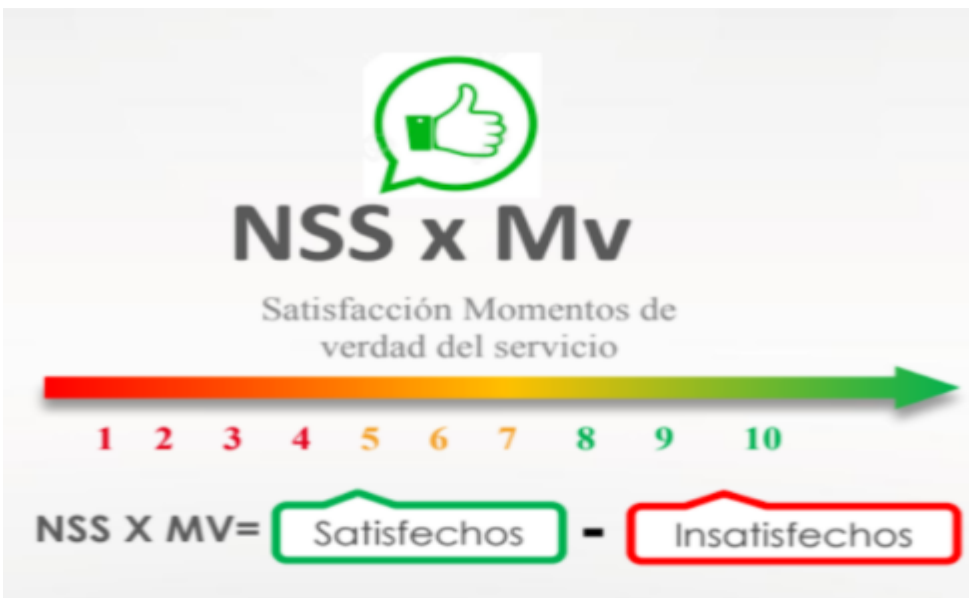 NSS x Mv
Satisfacción Momentos de
verdad del servicio
1 2 3 4 5 6 7 8 9 10
NSS X MV= Satisfechos - Insatisfechos